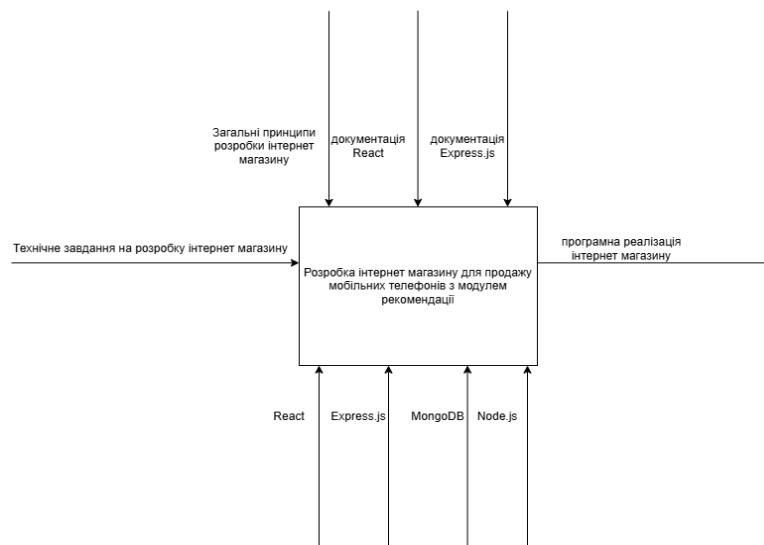 Загальні принципи
розробки інтернет
магазину
документація
React
документація
Express.js
Технічне завдання на розробку інтернет магазину
програмна реалізація
інтернет магазину
Розробка інтернет магазину для продажу
мобільних телефонів з модулем
рекомендації
React
Express.js
MongoDB
Node.js